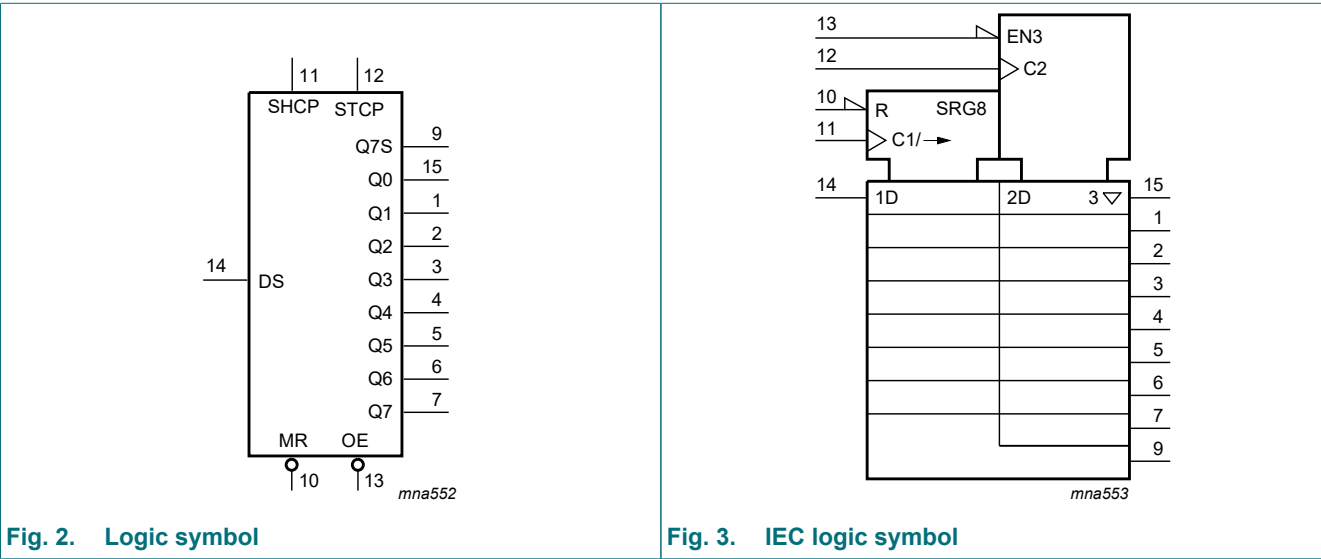 11 12
SHCP STCP
Q7S 9
Q0 15
Q1 1
Q2 2
14 DS
Q3 3
Q4 4
Q5 5
Q6 6
Q7 7
MR OE
10 13
mna552
Fig. 2. Logic symbol
13 EN3
12 C2
10 R SRG8
11 C1/
14 1D 2D 3 15
1
2
3
4
5
6
7
9
mna553
Fig. 3. IEC logic symbol